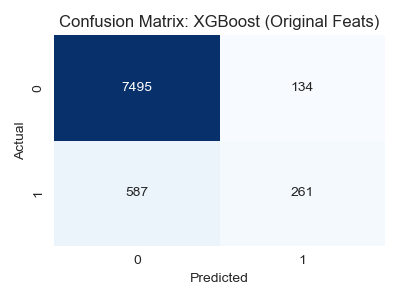 Confusion Matrix: XGBoost (Original Feats)
Actual
0
7495
134
1
587
261
0
1
Predicted